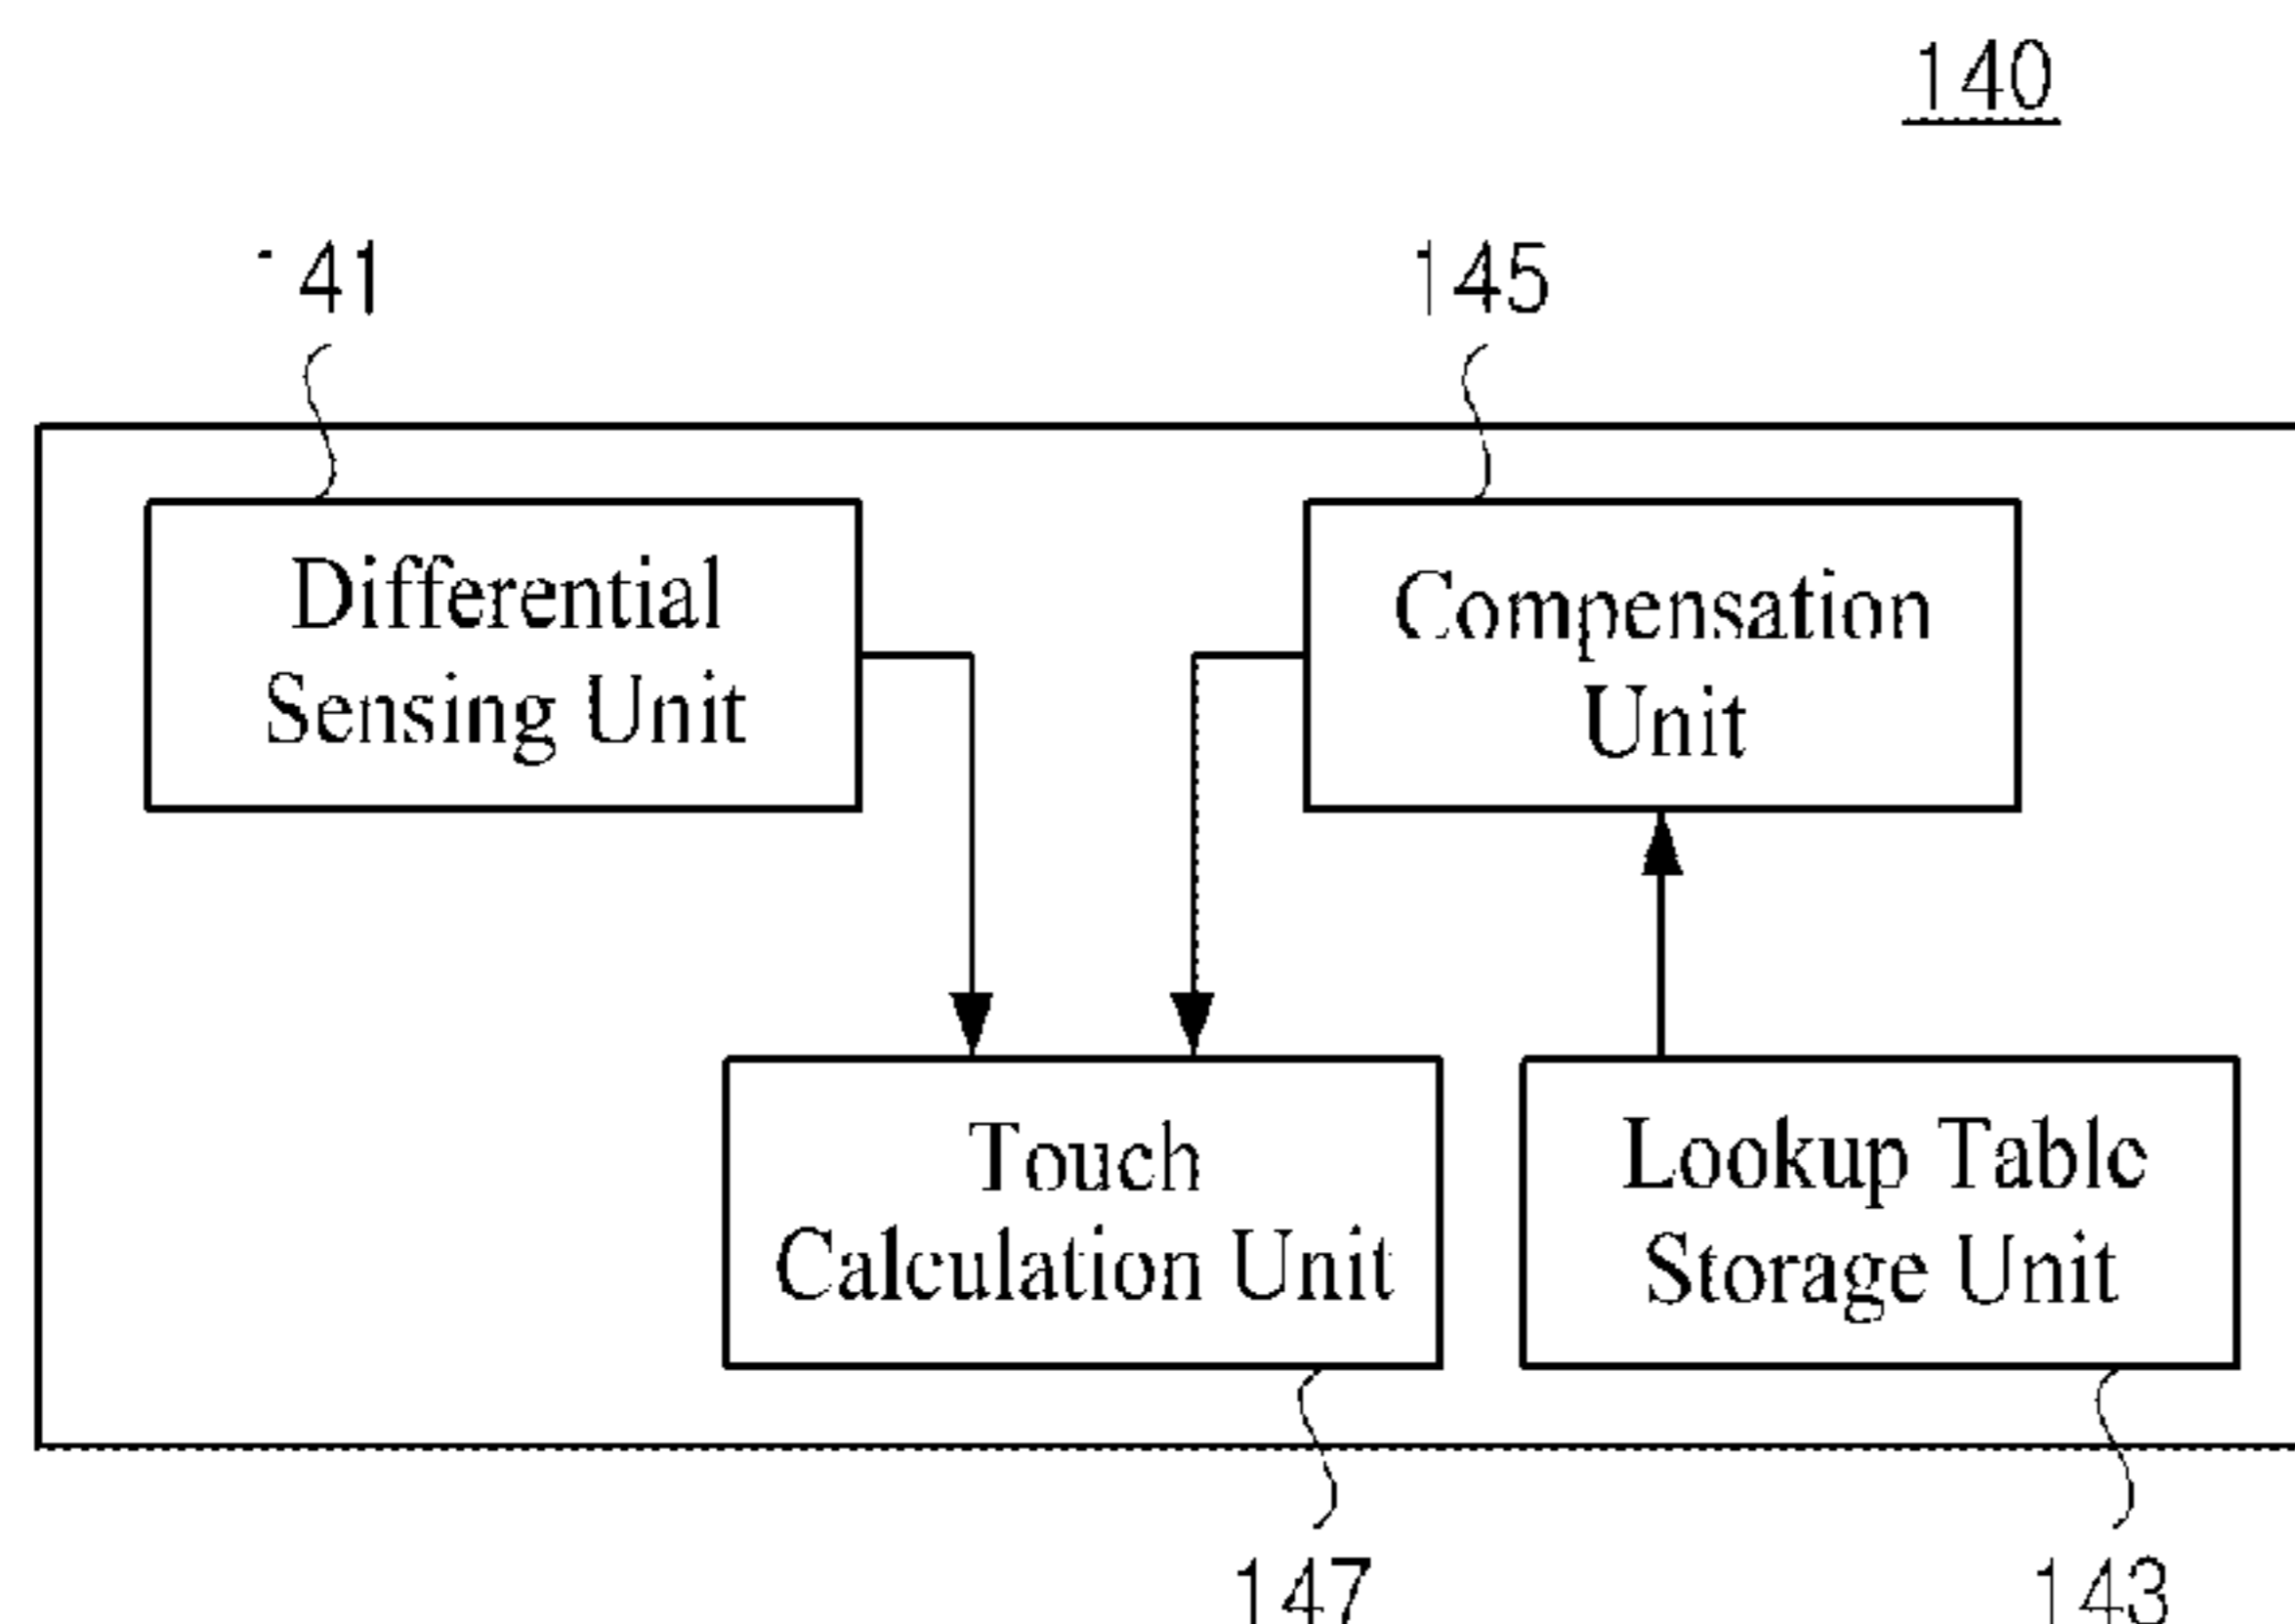 140
141
145
Differential
Sensing Unit
Compensation
Unit
Touch
Calculation Unit
Lookup Table
Storage Unit
147
143